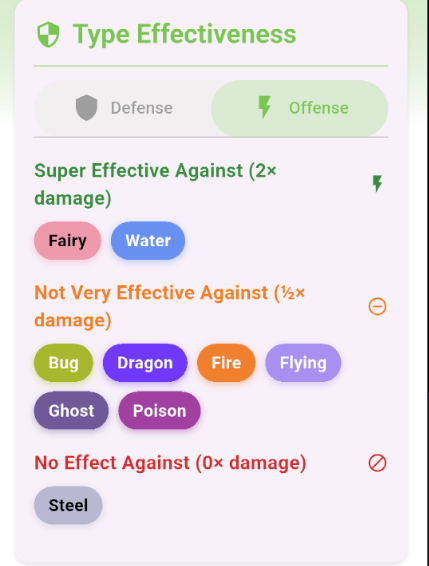 Type Effectiveness
Defense
Offense
Super Effective Against (2×
damage)
Fairy
Water
Not Very Effective Against (½×
damage)
Bug
Dragon
Fire
Flying
Ghost
Poison
No Effect Against (0× damage)
Steel